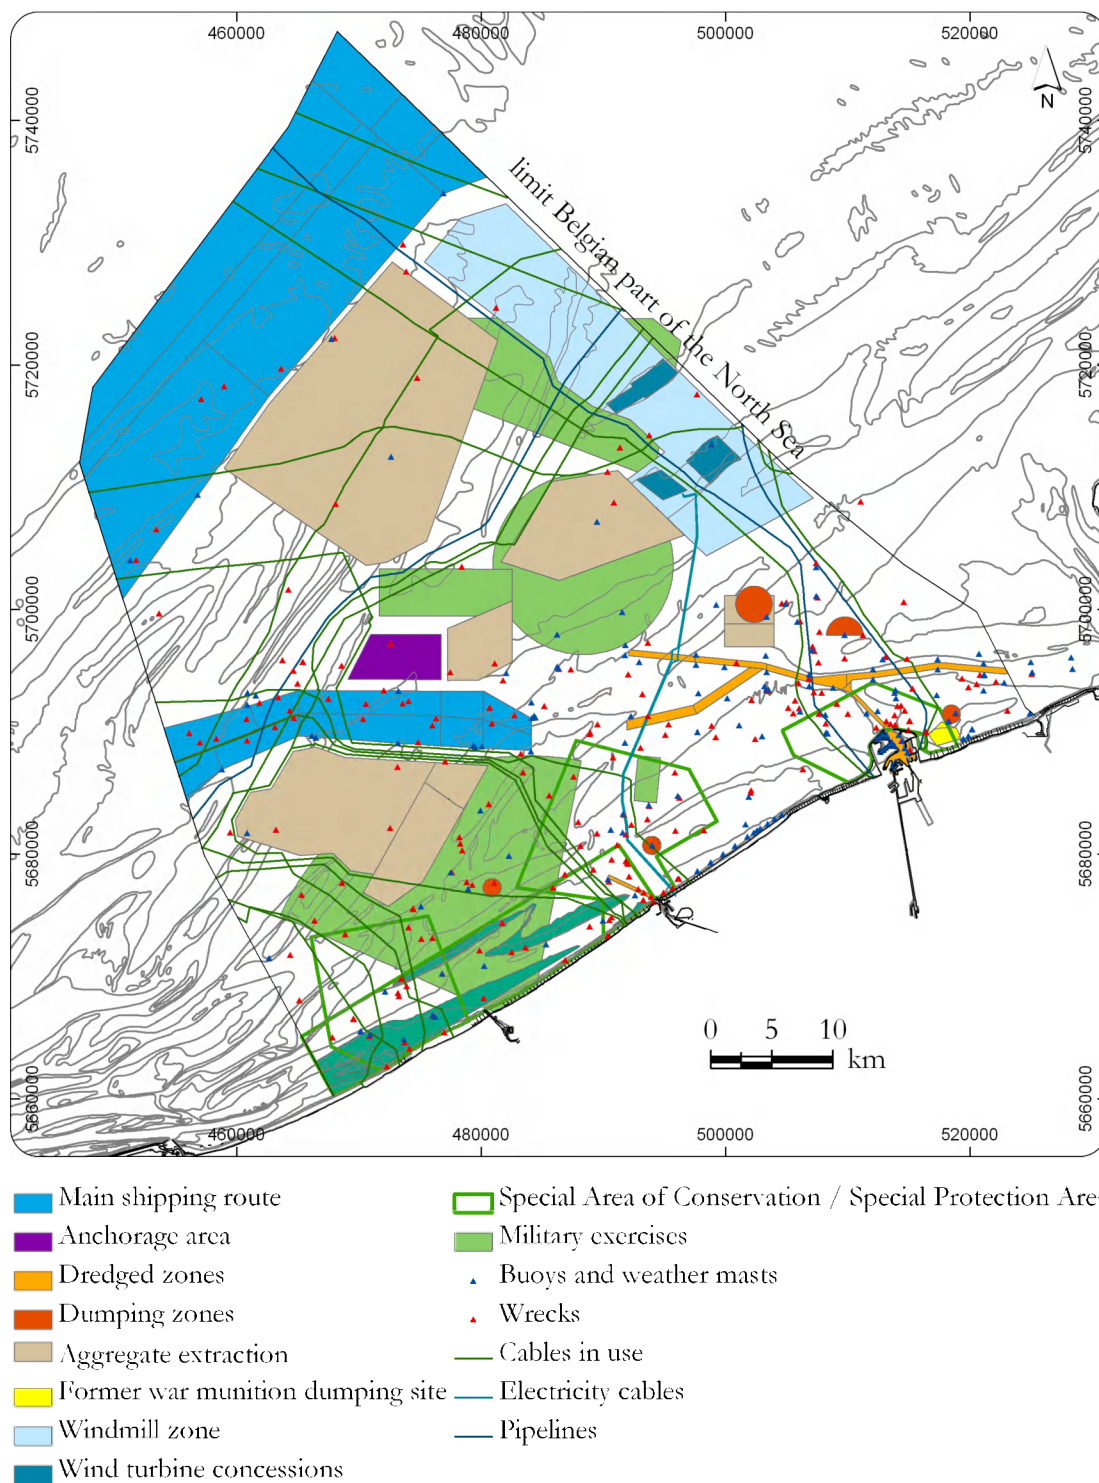 460000 480000 500000 520000
5740000 5740000
N
limit Belgian part of the North Sea
5720000 5720000
5700000 5700000
5680000 5680000
0 5 10 km
5660000 5660000
460000 480000 500000 520000
Main shipping route
Anchorage area
Dredged zones
Dumping zones
Aggregate extraction
Former war munition dumping site
Windmill zone
Wind turbine concessions
Special Area of Conservation / Special Protection Are
Military exercises
Buoys and weather masts
Wrecks
Cables in use
Electricity cables
Pipelines